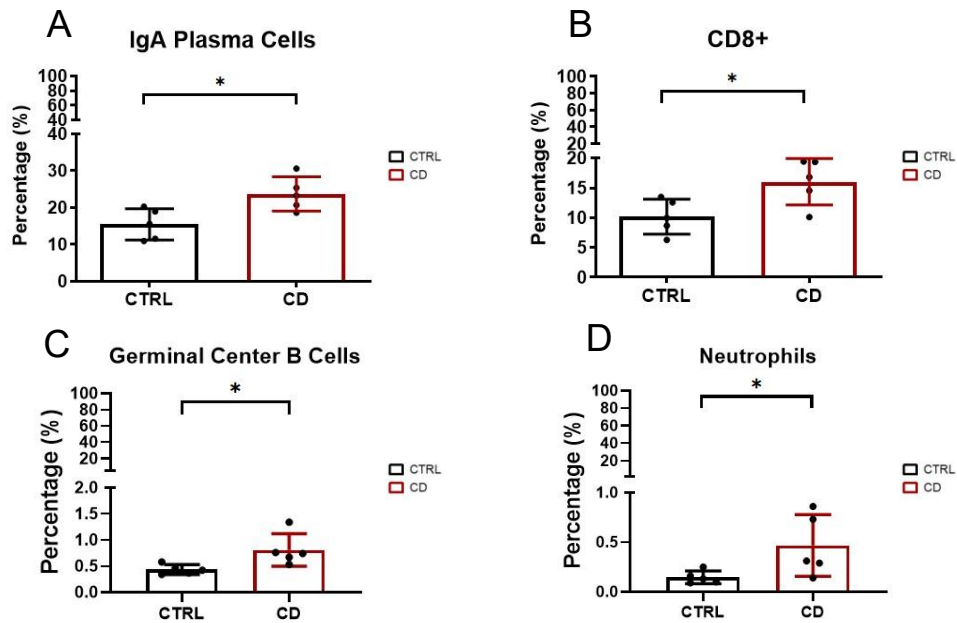 A
IgA Plasma Cells
Percentage (%)
100
80
60
40
40
30
20
10
0
*
CTRL
CD
CTRL
CD
B
CD8+
Percentage (%)
100
80
60
40
20
20
15
10
5
0
*
CTRL
CD
CTRL
CD
C
Germinal Center B Cells
Percentage (%)
100
80
60
40
20
2.0
1.5
1.0
0.5
0.0
*
CTRL
CD
CTRL
CD
D
Neutrophils
Percentage (%)
100
80
60
40
20
1.0
0.5
0.0
*
CTRL
CD
CTRL
CD